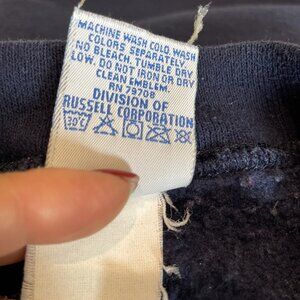 MACHINE WASH COLD, WASH
COLORS SEPARATELY.
NO BLEACH, TUMBLE DRY
LOW, DO NOT IRON OR DRY
CLEAN EMBLEM.
RN 79708
DIVISION OF
RUSSELL CORPORATION
30°C